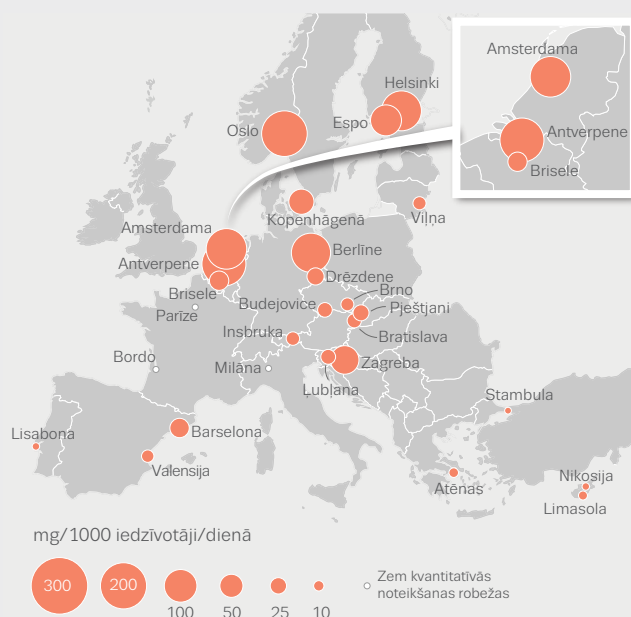 Amsterdama
Helsinki
Espo
Oslo
Antverpene
Brisele
Kopenhāgenā
Viļņa
Amsterdama
Berlīne
Antverpene
Drēzdene
Brisele
Brno
Budejovice
Pještjani
Parīze
Insbruka
Bratislava
Bordo
Milāna
Zagreba
Ļubļana
Stambula
Lisabona
Barselona
Valensija
Atēnas
Nikosija
Limasola
mg/1000 iedzīvotāji/dienā
300
200
100
50
25
10
Zem kvantitatīvās
noteikšanas robežas